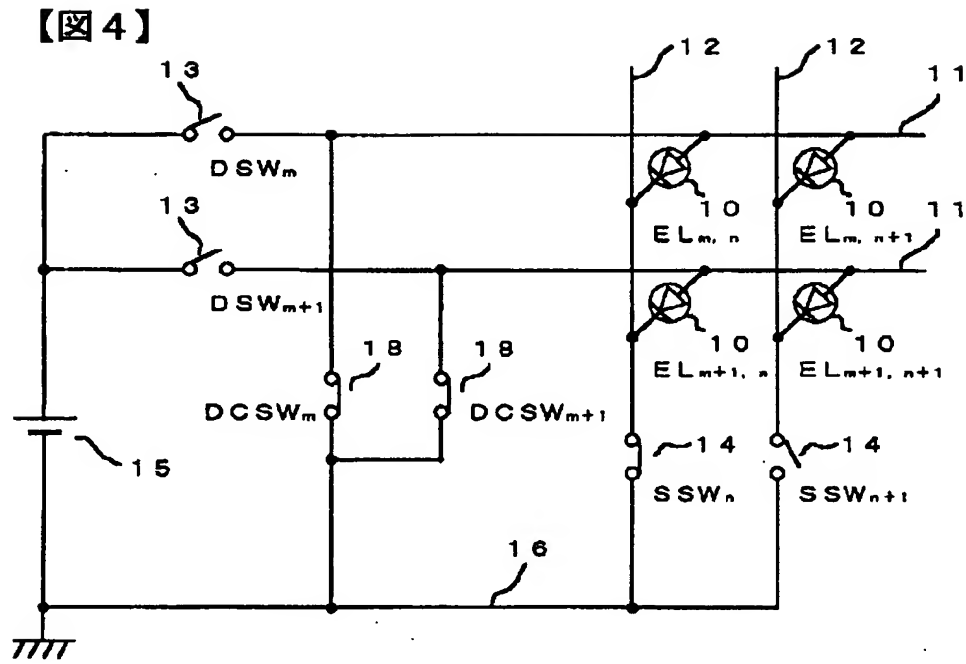 【図４】
１２ １２
１３ １１
DSWm
１３ １０ １０ １１
ELm, n ELm, n+1
DSWm+1
１８ １８ １０ １０
DCSWm DCSWm+1 ELm+1, n ELm+1, n+1
１５ １４ １４
SSWn SSWn+1
１６